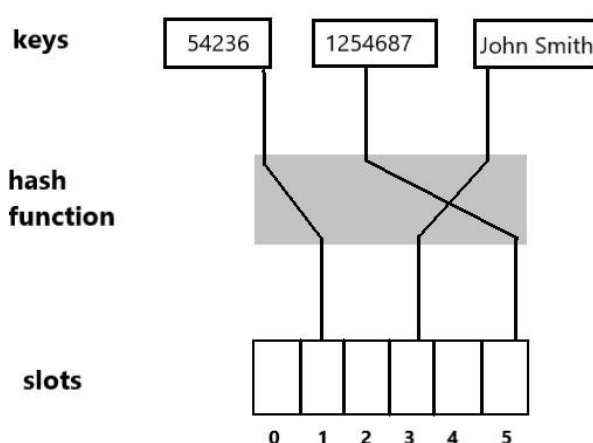 keys
54236
1254687
John Smith
hash
function
slots
0 1 2 3 4 5